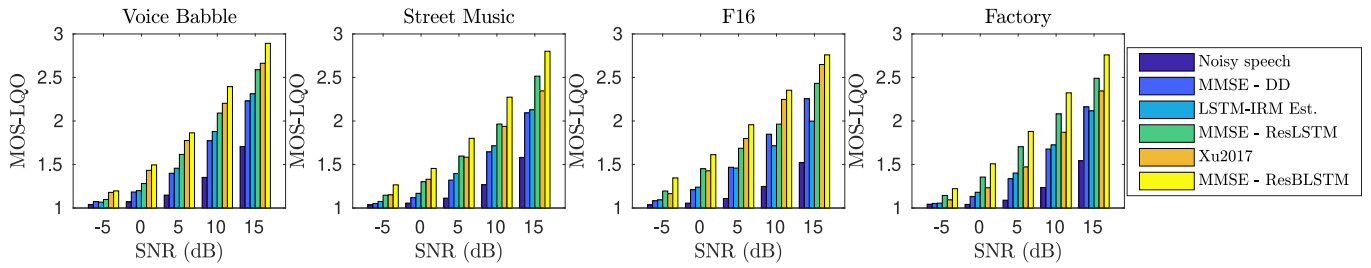 Voice Babble
MOS-LQO
3
2.5
2
1.5
1
-5 0 5 10 15
SNR (dB)
Street Music
MOS-LQO
3
2.5
2
1.5
1
-5 0 5 10 15
SNR (dB)
F16
MOS-LQO
3
2.5
2
1.5
1
-5 0 5 10 15
SNR (dB)
Factory
MOS-LQO
3
2.5
2
1.5
1
-5 0 5 10 15
SNR (dB)
Noisy speech
MMSE - DD
LSTM-IRM Est.
MMSE - ResLSTM
Xu2017
MMSE - ResBLSTM